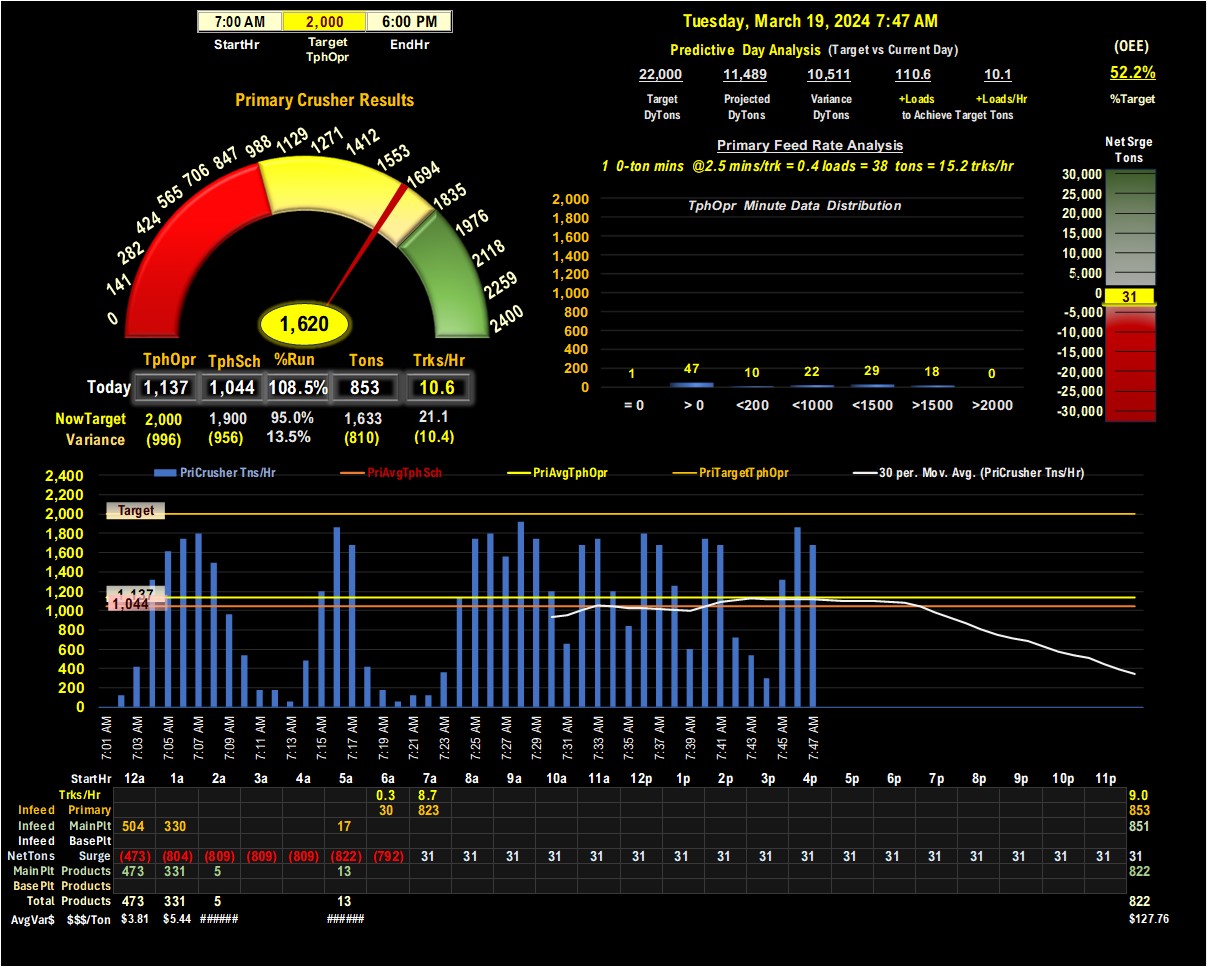 7:00 AM 2,000 6:00 PM
StartHr Target TphOpr EndHr
Tuesday, March 19, 2024 7:47 AM
Predictive Day Analysis (Target vs Current Day)
22,000 11,489 10,511 110.6 10.1
Target DyTons Projected DyTons Variance DyTons +Loads +Loads/Hr
to Achieve Target Tons
(OEE)
52.2%
%Target
Primary Crusher Results
0 141 282 424 565 706 847 988 1129 1271 1412 1553 1694 1835 1976 2118 2259 2400
1,620
TphOpr TphSch %Run Tons Trks/Hr
Today 1,137 1,044 108.5% 853 10.6
NowTarget 2,000 1,900 95.0% 1,633 21.1
Variance (996) (956) 13.5% (810) (10.4)
Primary Feed Rate Analysis
1 0-ton mins @2.5 mins/trk = 0.4 loads = 38 tons = 15.2 trks/hr
TphOpr Minute Data Distribution
2,000
1,800
1,600
1,400
1,200
1,000
800
600
400
200
0
1 47 10 22 29 18 0
= 0 > 0 <200 <1000 <1500 >1500 >2000
Net Srge
Tons
30,000
25,000
20,000
15,000
10,000
5,000
0
31
-5,000
-10,000
-15,000
-20,000
-25,000
-30,000
PriCrusher Tns/Hr PriAvgTphSch PriAvgTphOpr PriTargetTphOpr 30 per. Mov. Avg. (PriCrusher Tns/Hr)
2,400
2,200
2,000
1,800
1,600
1,400
1,200
1,000
800
600
400
200
0
Target
1,137
1,044
7:01 AM 7:03 AM 7:05 AM 7:07 AM 7:09 AM 7:11 AM 7:13 AM 7:15 AM 7:17 AM 7:19 AM 7:21 AM 7:23 AM 7:25 AM 7:27 AM 7:29 AM 7:31 AM 7:33 AM 7:35 AM 7:37 AM 7:39 AM 7:41 AM 7:43 AM 7:45 AM 7:47 AM
StartHr 12a 1a 2a 3a 4a 5a 6a 7a 8a 9a 10a 11a 12p 1p 2p 3p 4p 5p 6p 7p 8p 9p 10p 11p
Trks/Hr 0.3 8.7 9.0
Infeed Primary 30 823 853
Infeed MainPlt 504 330 17 851
Infeed BasePlt
NetTons Surge (473) (804) (809) (809) (809) (822) (792) 31 31 31 31 31 31 31 31 31 31 31 31 31 31 31 31 31 31
MainPlt Products 473 331 5 13 822
BasePlt Products
Total Products 473 331 5 13 822
AvgVar$ $$$/Ton $3.81 $5.44 ###### ###### $127.76